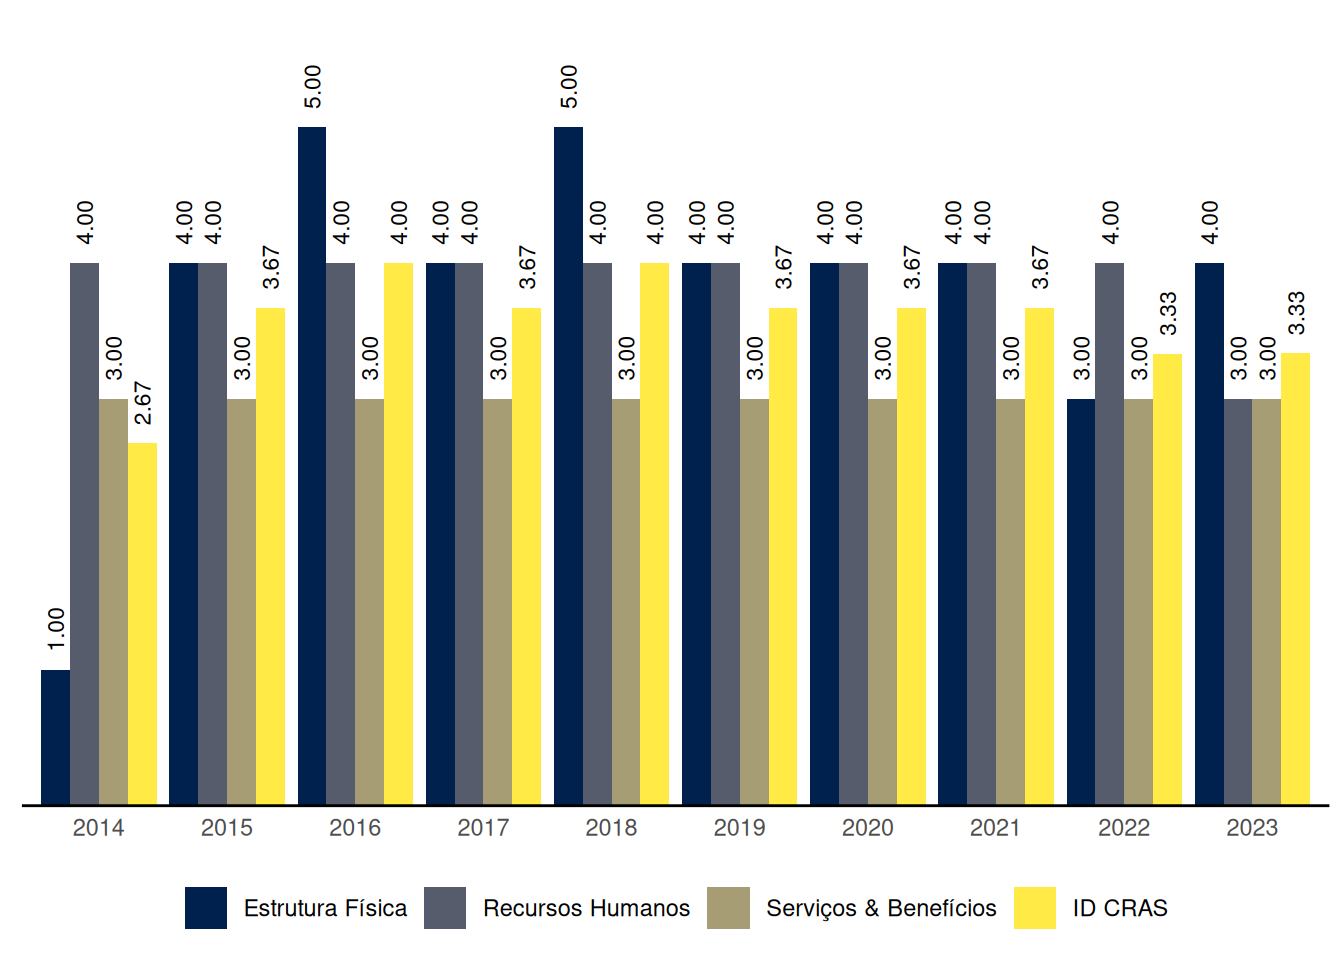 5.00 5.00
4.00 4.00 4.00 4.00 4.00 4.00 4.00 4.00 4.00 4.00 4.00 4.00 4.00 4.00 4.00 4.00 4.00
3.67 3.67 3.67 3.67 3.67
3.33 3.33
3.00 3.00 3.00 3.00 3.00 3.00 3.00 3.00 3.00 3.00 3.00 3.00
2.67
1.00
2014 2015 2016 2017 2018 2019 2020 2021 2022 2023
Estrutura Física Recursos Humanos Serviços & Benefícios ID CRAS